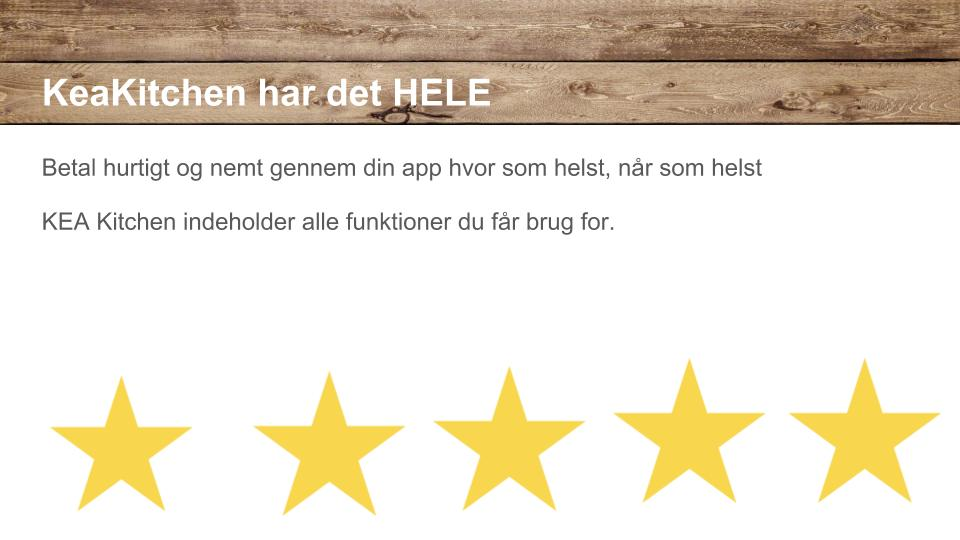 KeaKitchen har det HELE
Betal hurtigt og nemt gennem din app hvor som helst, når som helst
KEA Kitchen indeholder alle funktioner du får brug for.